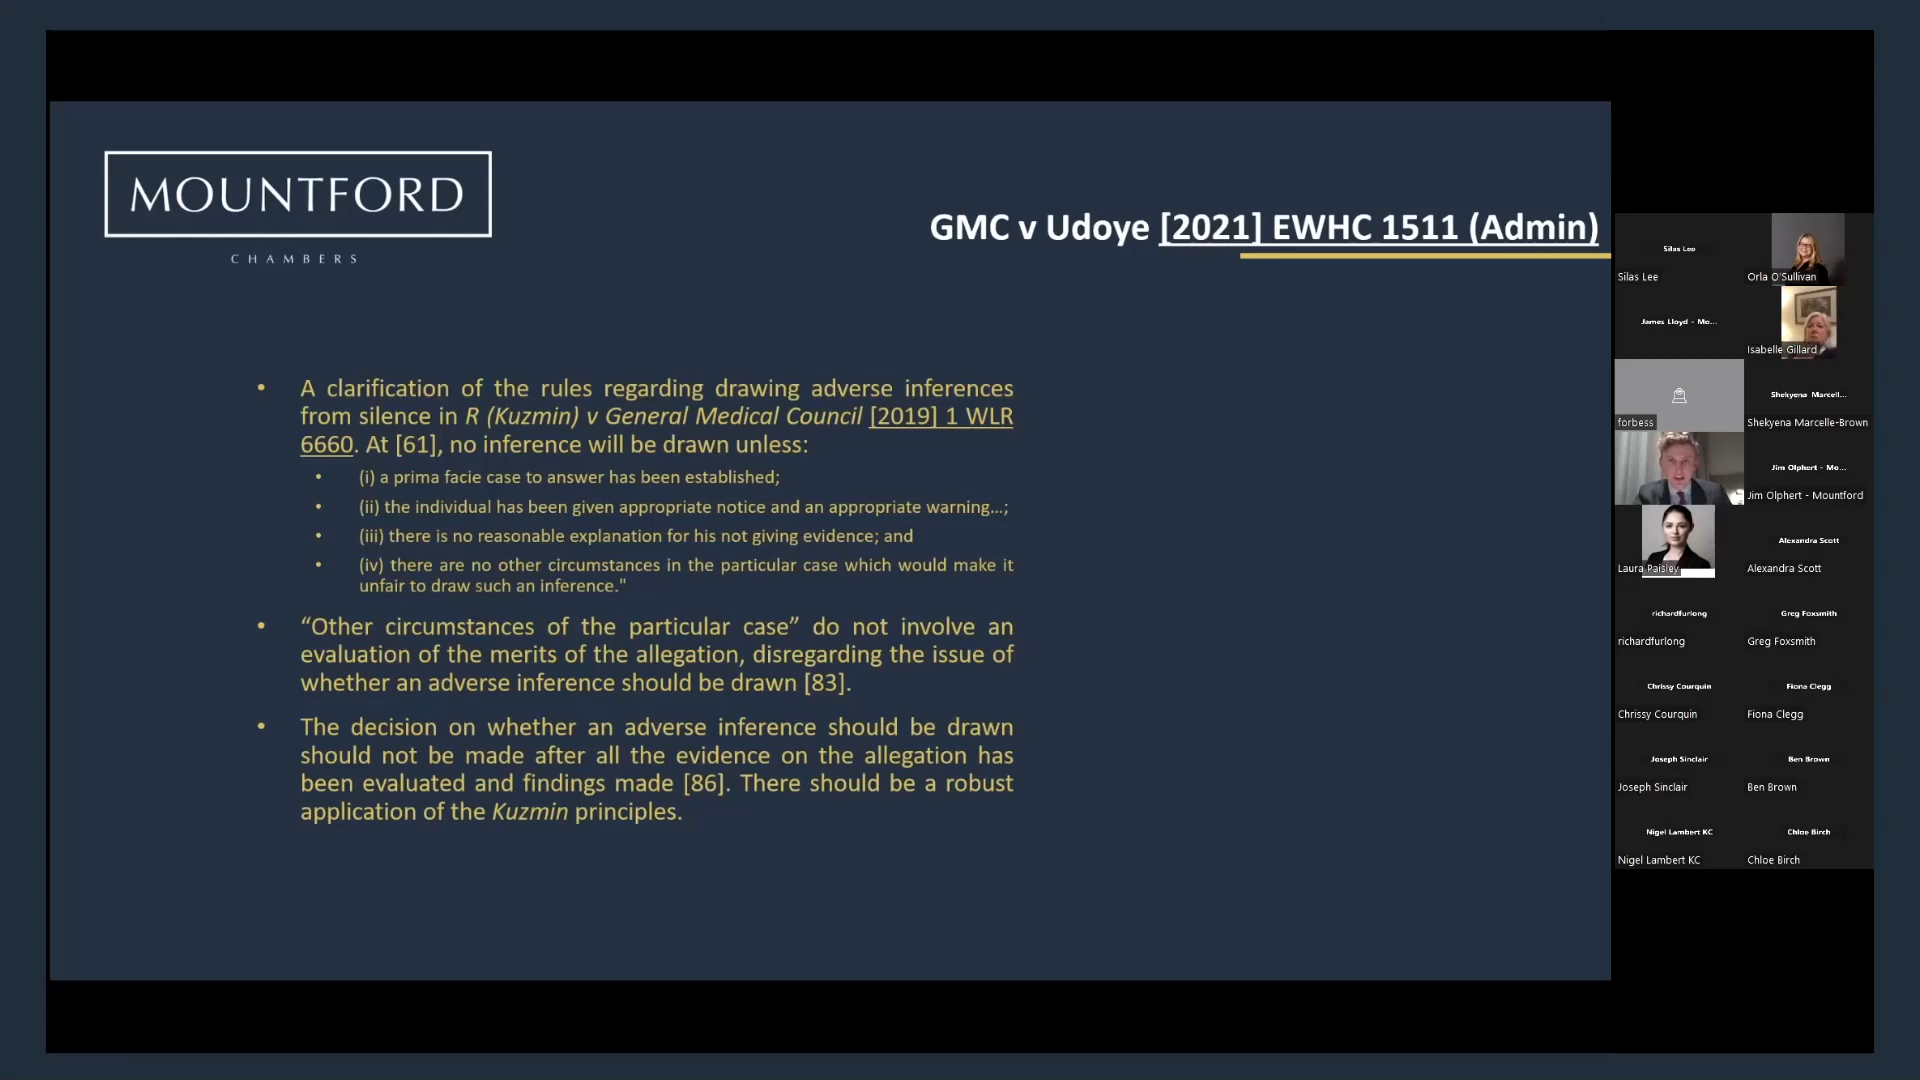 MOUNTFORD
CHAMBERS
GMC v Udoye [2021] EWHC 1511 (Admin)
• A clarification of the rules regarding drawing adverse inferences
from silence in R (Kuzmin) v General Medical Council [2019] 1 WLR
6660. At [61], no inference will be drawn unless:
• (i) a prima facie case to answer has been established;
• (ii) the individual has been given appropriate notice and an appropriate warning...;
• (iii) there is no reasonable explanation for his not giving evidence; and
• (iv) there are no other circumstances in the particular case which would make it
unfair to draw such an inference."
• “Other circumstances of the particular case” do not involve an
evaluation of the merits of the allegation, disregarding the issue of
whether an adverse inference should be drawn [83].
• The decision on whether an adverse inference should be drawn
should not be made after all the evidence on the allegation has
been evaluated and findings made [86]. There should be a robust
application of the Kuzmin principles.
Silas Lee
Silas Lee
Orla O'Sullivan
James Lloyd - Mo...
Isabelle Gillard
forbess
Shekyena Marcell...
Shekyena Marcelle-Brown
Jim Olphert - Mo...
Jim Olphert - Mountford
Laura Paisley
Alexandra Scott
Alexandra Scott
richardfurlong
richardfurlong
Greg Foxsmith
Greg Foxsmith
Chrissy Courquin
Chrissy Courquin
Fiona Clegg
Fiona Clegg
Joseph Sinclair
Joseph Sinclair
Ben Brown
Ben Brown
Nigel Lambert KC
Nigel Lambert KC
Chloe Birch
Chloe Birch